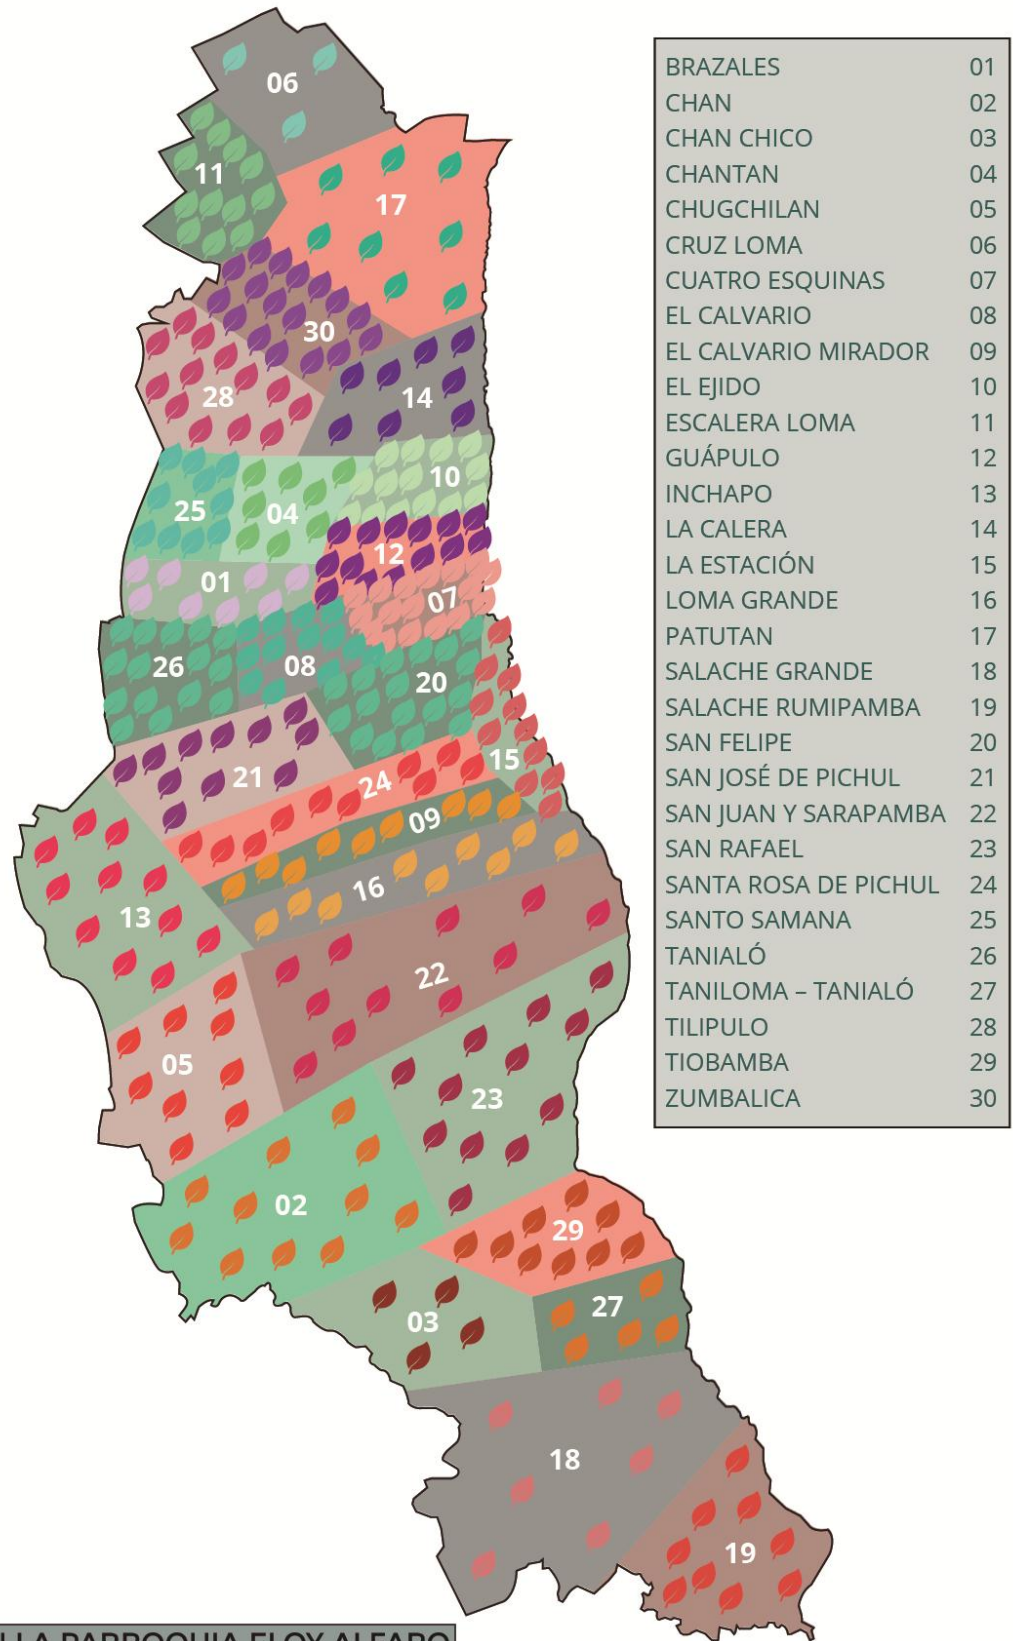 06
11
17
30
28
14
10
25
04
12
01
07
26
08
20
21
24
15
09
16
13
22
05
23
02
29
27
03
18
19
BRAZALES 01
CHAN 02
CHAN CHICO 03
CHANTAN 04
CHUGCHILAN 05
CRUZ LOMA 06
CUATRO ESQUINAS 07
EL CALVARIO 08
EL CALVARIO MIRADOR 09
EL EJIDO 10
ESCALERA LOMA 11
GUÁPULO 12
INCHAPO 13
LA CALERA 14
LA ESTACIÓN 15
LOMA GRANDE 16
PATUTAN 17
SALACHE GRANDE 18
SALACHE RUMIPAMBA 19
SAN FELIPE 20
SAN JOSÉ DE PICHUL 21
SAN JUAN Y SARAPAMBA 22
SAN RAFAEL 23
SANTA ROSA DE PICHUL 24
SANTO SAMANA 25
TANIALÓ 26
TANILOMA – TANIALÓ 27
TILIPULO 28
TIOBAMBA 29
ZUMBALICA 30
LA PARROQUIA ELOY ALFARO